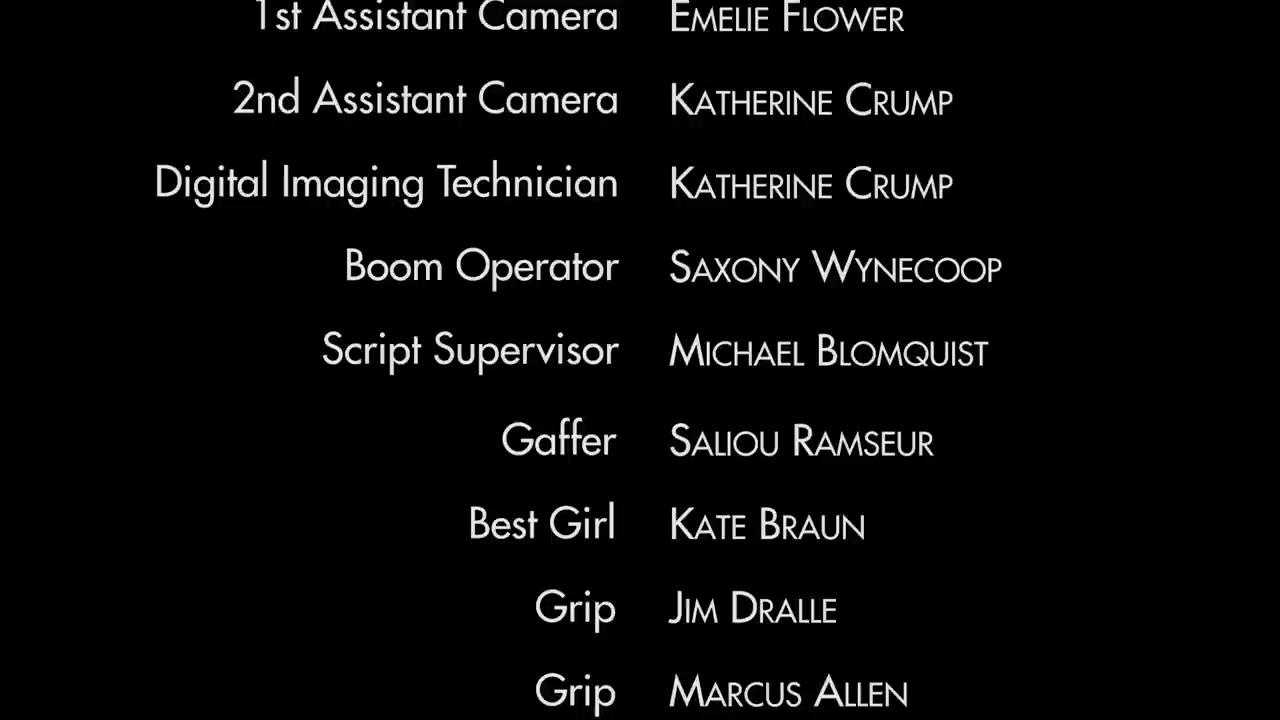 1st Assistant Camera EMELIE FLOWER
2nd Assistant Camera KATHERINE CRUMP
Digital Imaging Technician KATHERINE CRUMP
Boom Operator SAXONY WYNECOOP
Script Supervisor MICHAEL BLOMQUIST
Gaffer SALIOU RAMSEUR
Best Girl KATE BRAUN
Grip JIM DRALLE
Grip MARCUS ALLEN